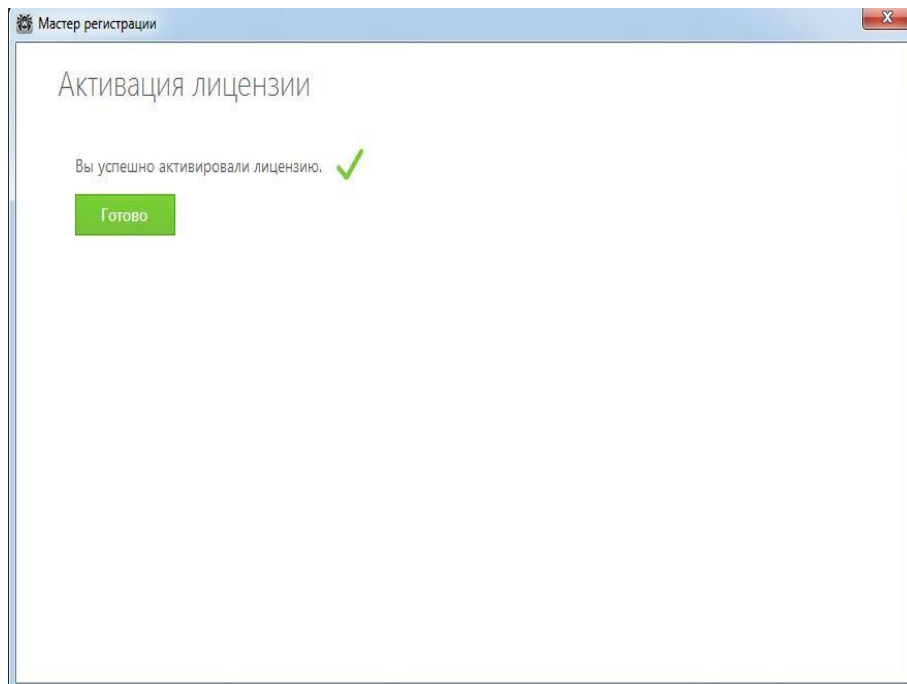 Мастер регистрации
Активация лицензии
Вы успешно активировали лицензию.
Готово